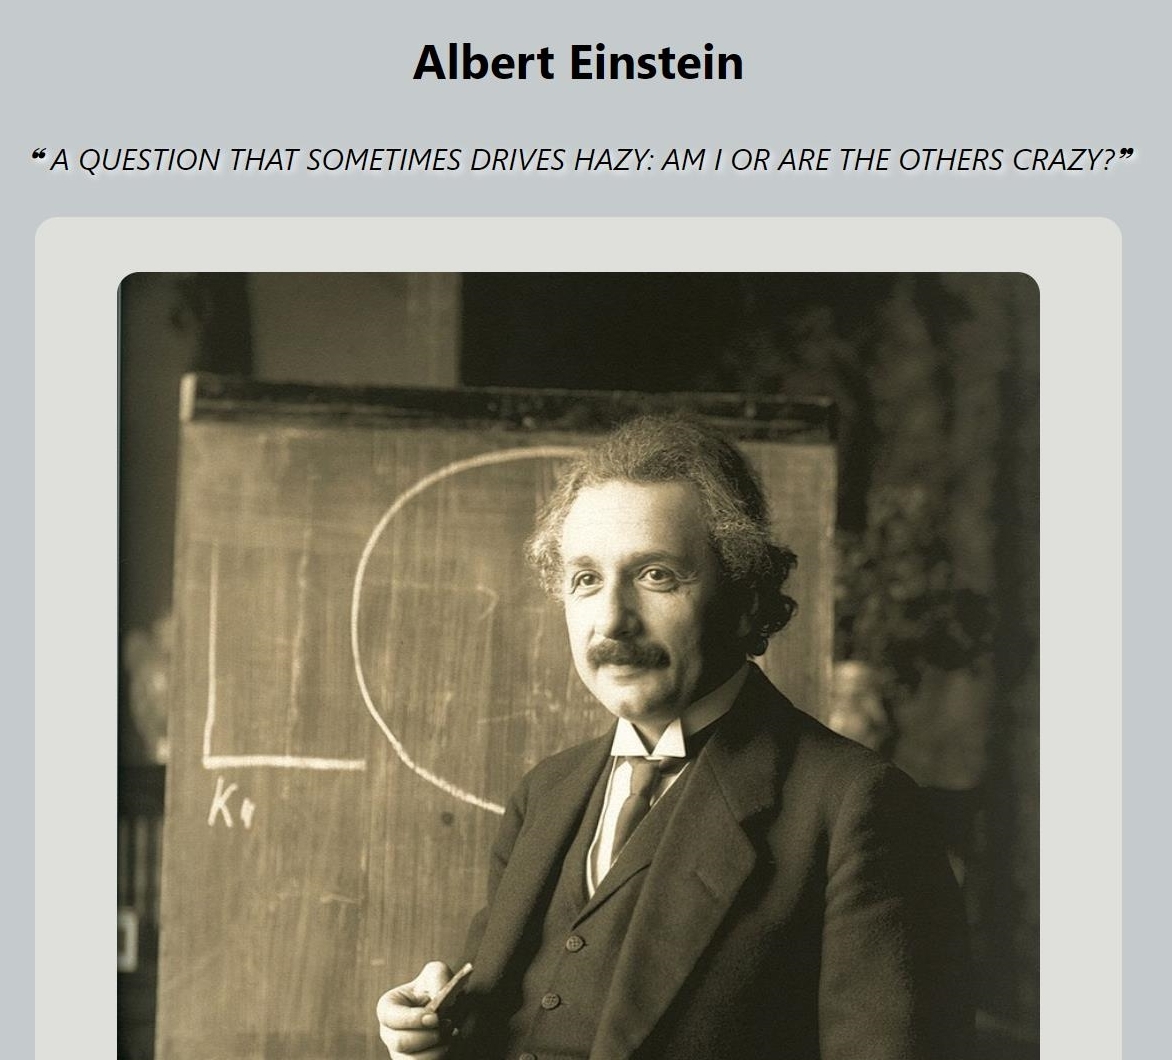 Albert Einstein
❝ A QUESTION THAT SOMETIMES DRIVES HAZY: AM I OR ARE THE OTHERS CRAZY?❞